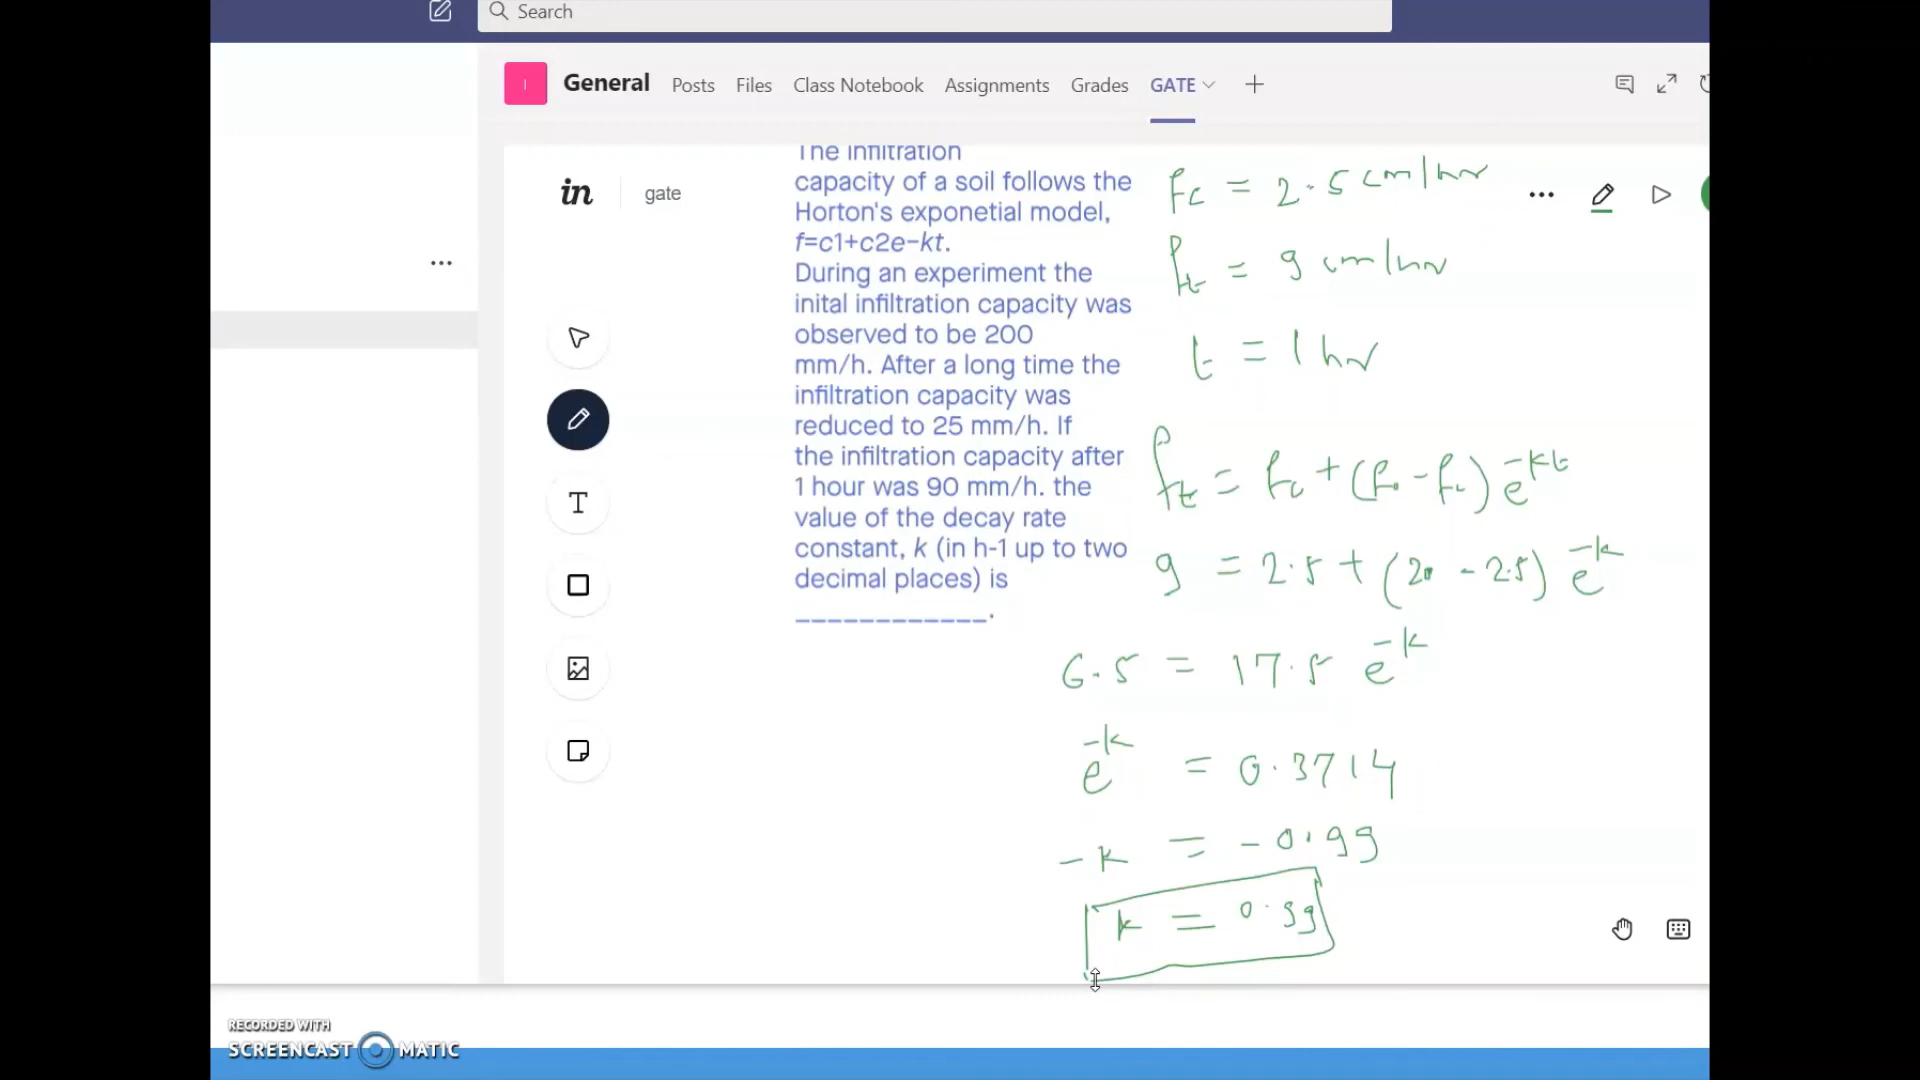 Search
General Posts Files Class Notebook Assignments Grades GATE
in gate
The infiltration
capacity of a soil follows the
Horton's exponetial model,
f=c1+c2e−kt.
During an experiment the
inital infiltration capacity was
observed to be 200
mm/h. After a long time the
infiltration capacity was
reduced to 25 mm/h. If
the infiltration capacity after
1 hour was 90 mm/h. the
value of the decay rate
constant, k (in h-1 up to two
decimal places) is
____________.
fc = 2.5 cm/hr
ft = 9 cm/hr
t = 1 hr
ft = fc + (fo - fc) e^-kt
9 = 2.5 + (20 - 2.5) e^-k
6.5 = 17.5 e^-k
e^-k = 0.3714
-k = -0.99
k = 0.99
RECORDED WITH
SCREENCAST MATIC